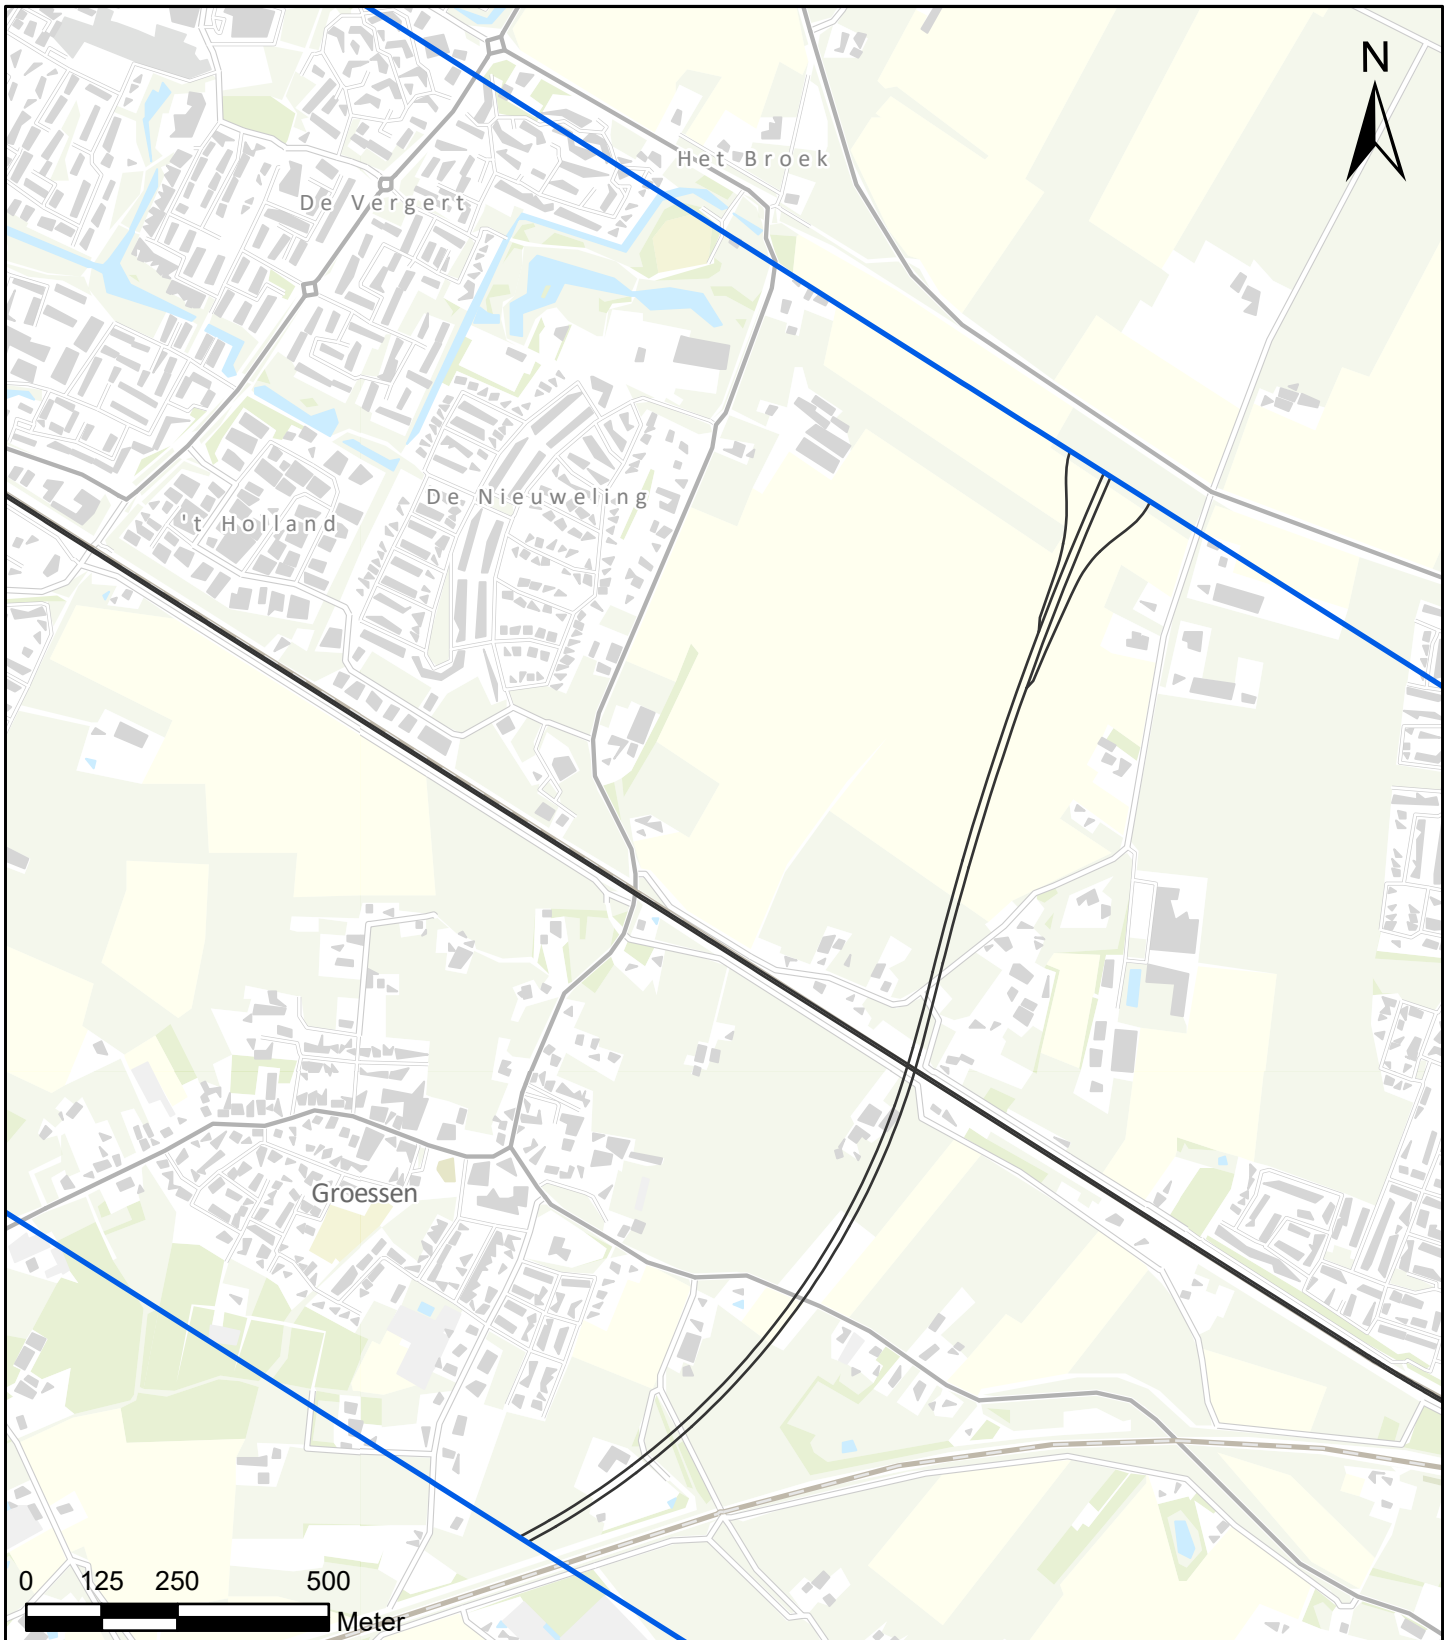 N
Het Broek
De Vergert
De Nieuweling
't Holland
Groessen
0 125 250 500
Meter